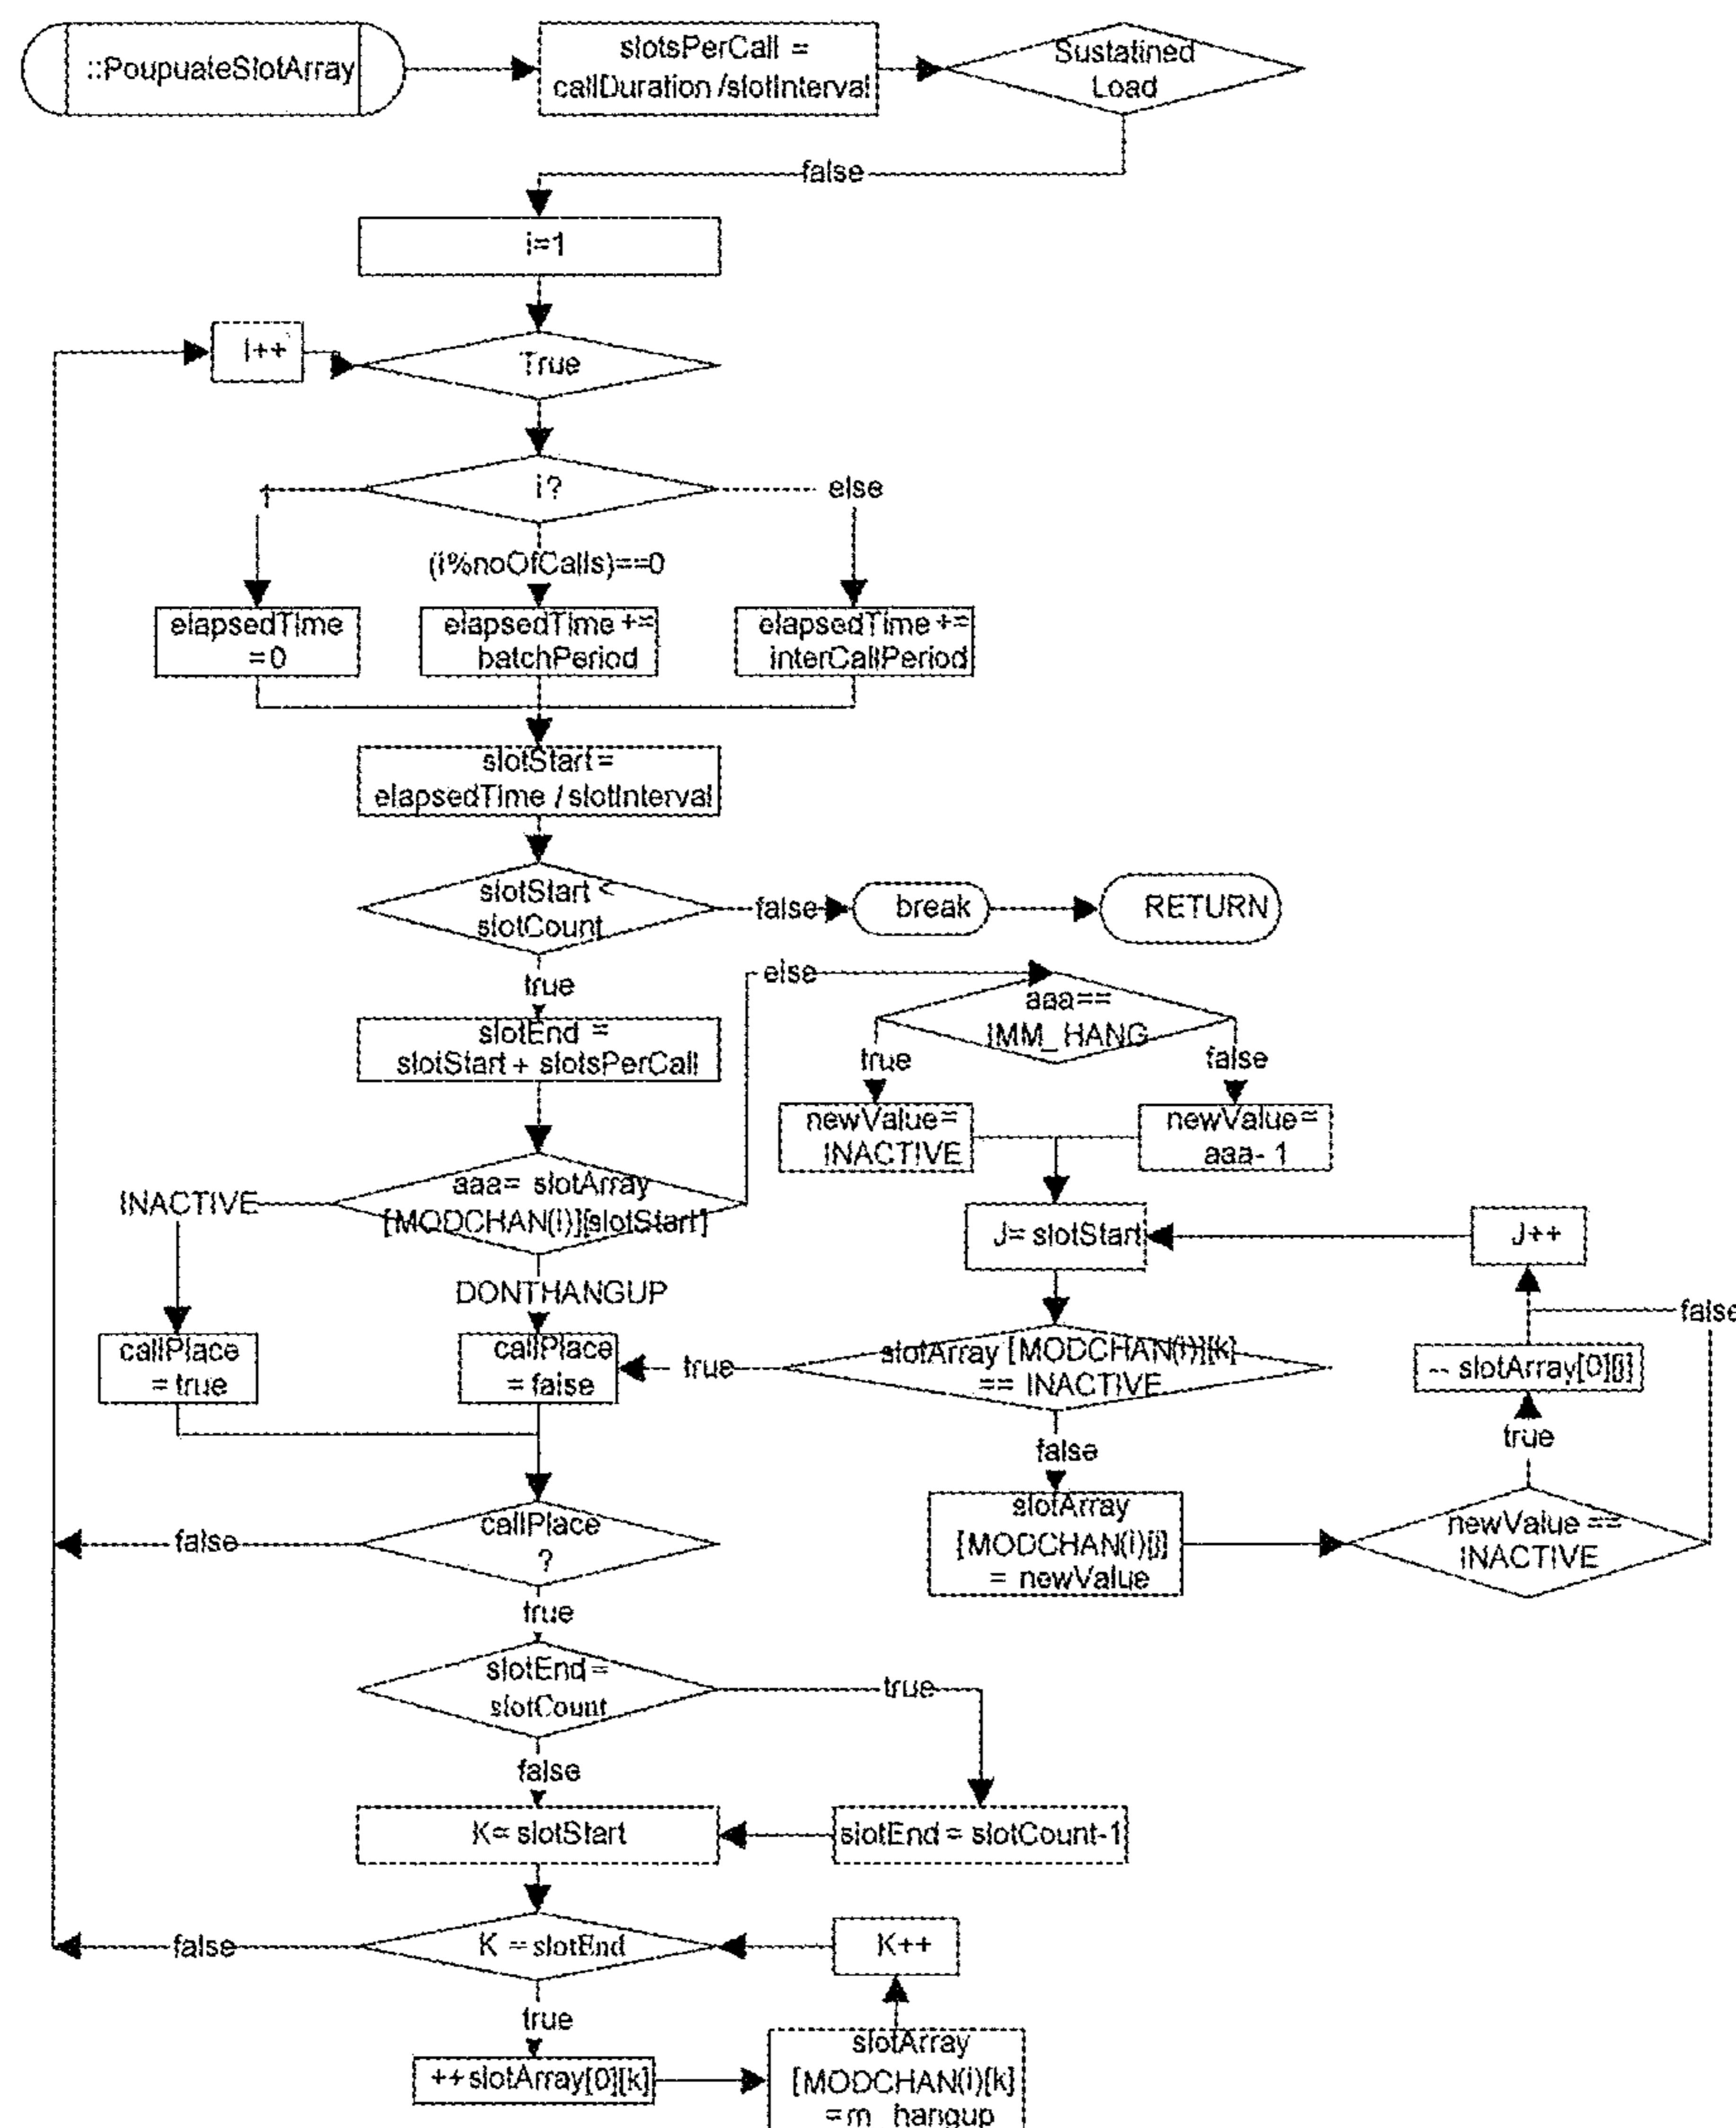 ::PoupuateSlotArray
slotsPerCall =
callDuration /slotInterval
Sustatined
Load
false
i=1
I++
True
i?
1
else
(i%noOfCalls)==0
elapsedTime
=0
elapsedTime +=
batchPeriod
elapsedTime +=
interCallPeriod
slotStart=
elapsedTime / slotInterval
slotStart <
slotCount
false
break
RETURN
true
else
slotEnd =
slotStart + slotsPerCall
aaa==
IMM_HANG
true
false
newValue=
INACTIVE
newValue=
aaa- 1
INACTIVE
aaa= slotArray
[MODCHAN(i)][slotStart]
J= slotStart
J++
DONTHANGUP
false
callPlace
= true
callPlace
= false
true
slotArray [MODCHAN(i)][k]
== INACTIVE
-- slotArray[0][j]
true
false
slotArray
[MODCHAN(i)[j]
= newValue
newValue ==
INACTIVE
callPlace
?
false
true
slotEnd =
slotCount
true
false
K= slotStart
slotEnd = slotCount-1
K = slotEnd
false
K++
true
++slotArray[0][k]
slotArray
[MODCHAN(i)[k]
=m_hangup